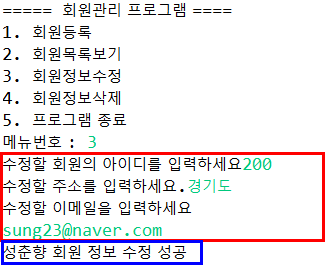 ===== 회원관리 프로그램 ====
1. 회원등록
2. 회원목록보기
3. 회원정보수정
4. 회원정보삭제
5. 프로그램 종료
메뉴번호 : 3
수정할 회원의 아이디를 입력하세요200
수정할 주소를 입력하세요.경기도
수정할 이메일을 입력하세요
sung23@naver.com
성춘향 회원 정보 수정 성공